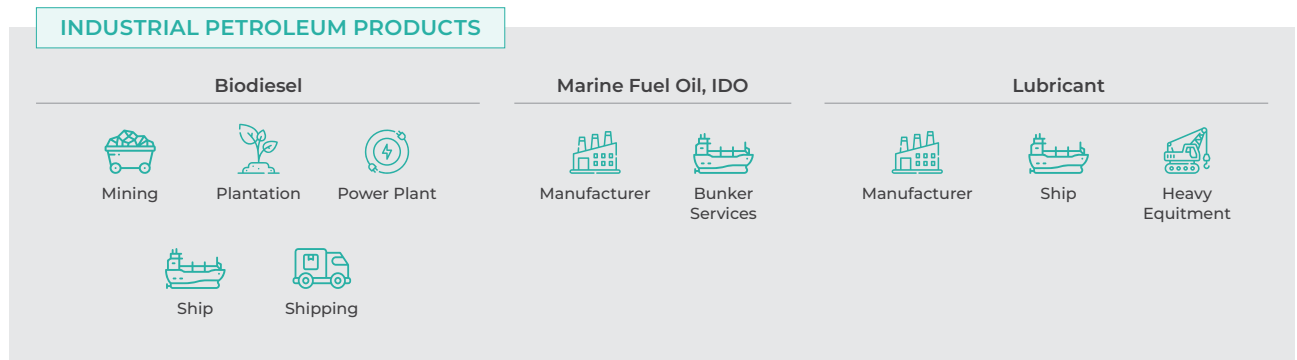 INDUSTRIAL PETROLEUM PRODUCTS
Biodiesel
Mining
Plantation
Power Plant
Ship
Shipping
Marine Fuel Oil, IDO
Manufacturer
Bunker
Services
Lubricant
Manufacturer
Ship
Heavy
Equitment